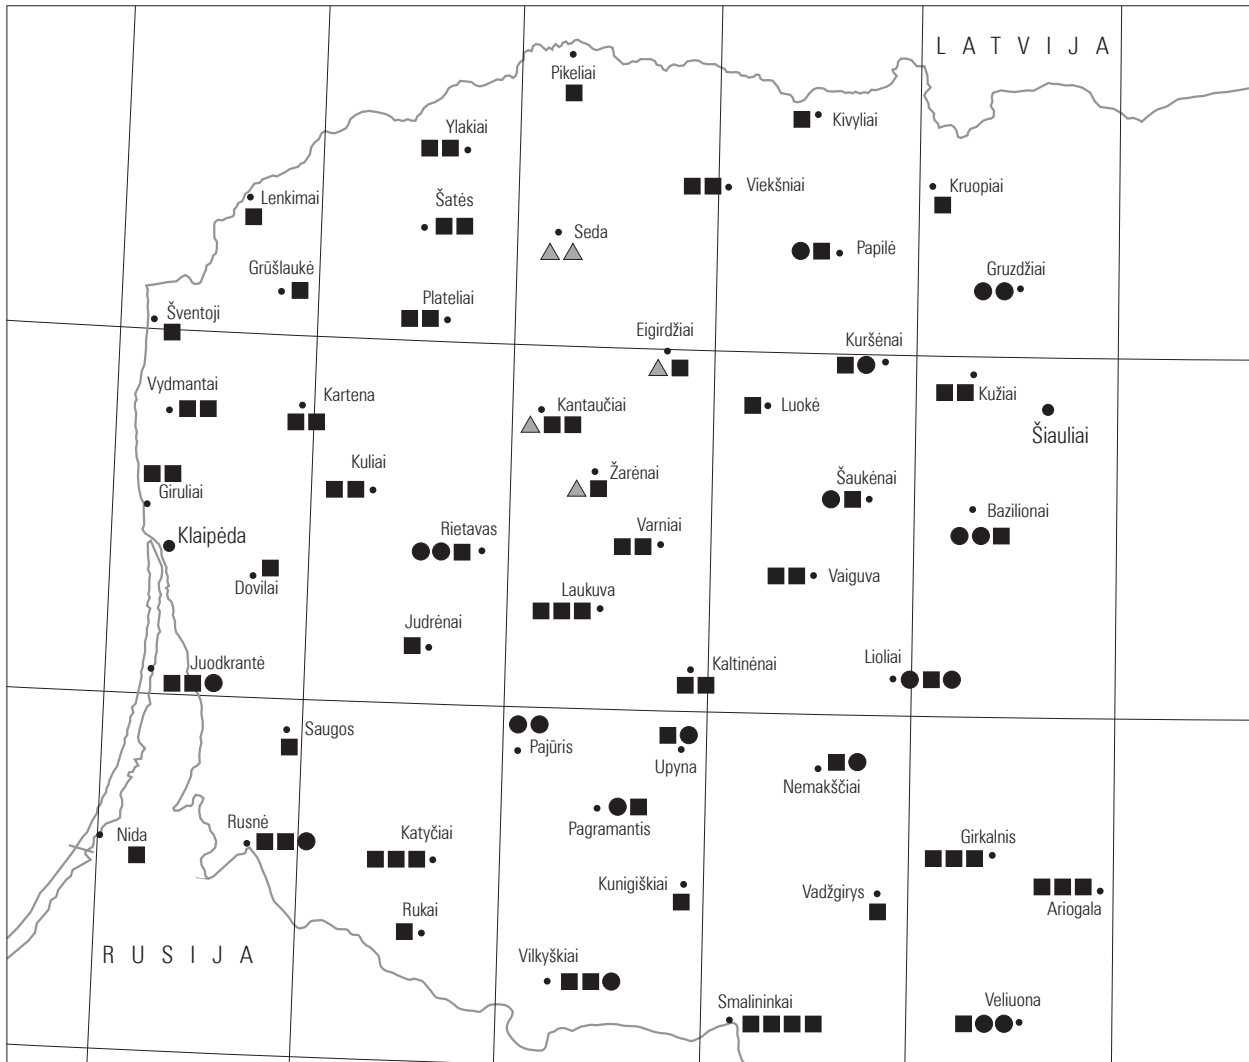 L A T V I J A
Pikeliai
Kivyliai
Ylakiai
Viekšniai
Kruopiai
Lenkimai
Šatės
Seda
Papilė
Grūšlaukė
Gruzdžiai
Plateliai
Šventoji
Eigirdžiai
Kuršėnai
Vydmantai
Kartena
Kantaučiai
Luokė
Kužiai
Šiauliai
Kuliai
Žarėnai
Šaukėnai
Giruliai
Bazilionai
Klaipėda
Rietavas
Varniai
Dovilai
Vaiguva
Laukuva
Judrėnai
Juodkrantė
Kaltinėnai
Lioliai
Saugos
Pajūris
Upyna
Nemakščiai
Nida
Rusnė
Katyčiai
Pagramantis
Girkalnis
Kunigiškiai
Vadžgirys
Ariogala
Rukai
R U S I J A
Vilkyškiai
Smalininkai
Veliuona